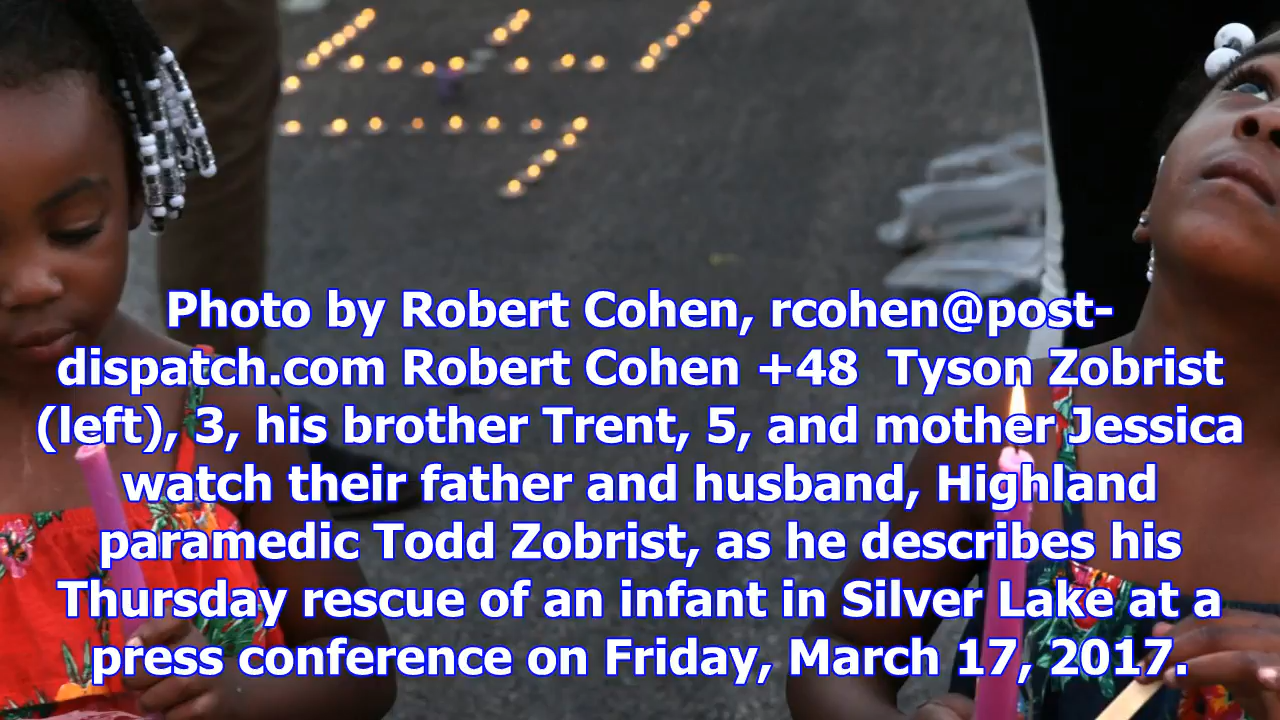 Photo by Robert Cohen, rcohen@post-
dispatch.com Robert Cohen +48  Tyson Zobrist
(left), 3, his brother Trent, 5, and mother Jessica
watch their father and husband, Highland
paramedic Todd Zobrist, as he describes his
Thursday rescue of an infant in Silver Lake at a
press conference on Friday, March 17, 2017.